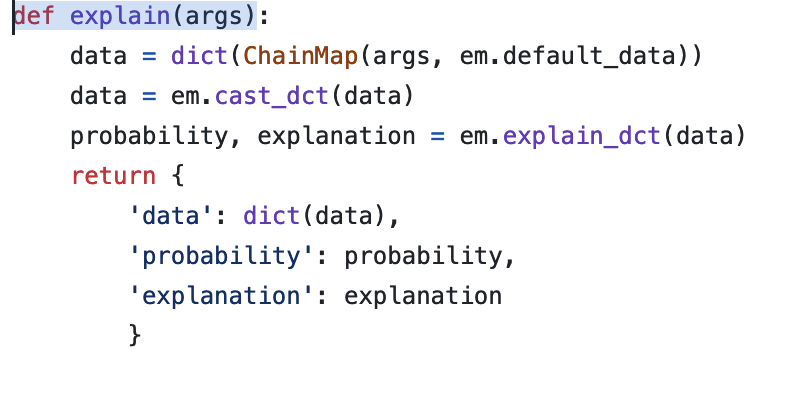 def explain(args):
    data = dict(ChainMap(args, em.default_data))
    data = em.cast_dct(data)
    probability, explanation = em.explain_dct(data)
    return {
        'data': dict(data),
        'probability': probability,
        'explanation': explanation
        }